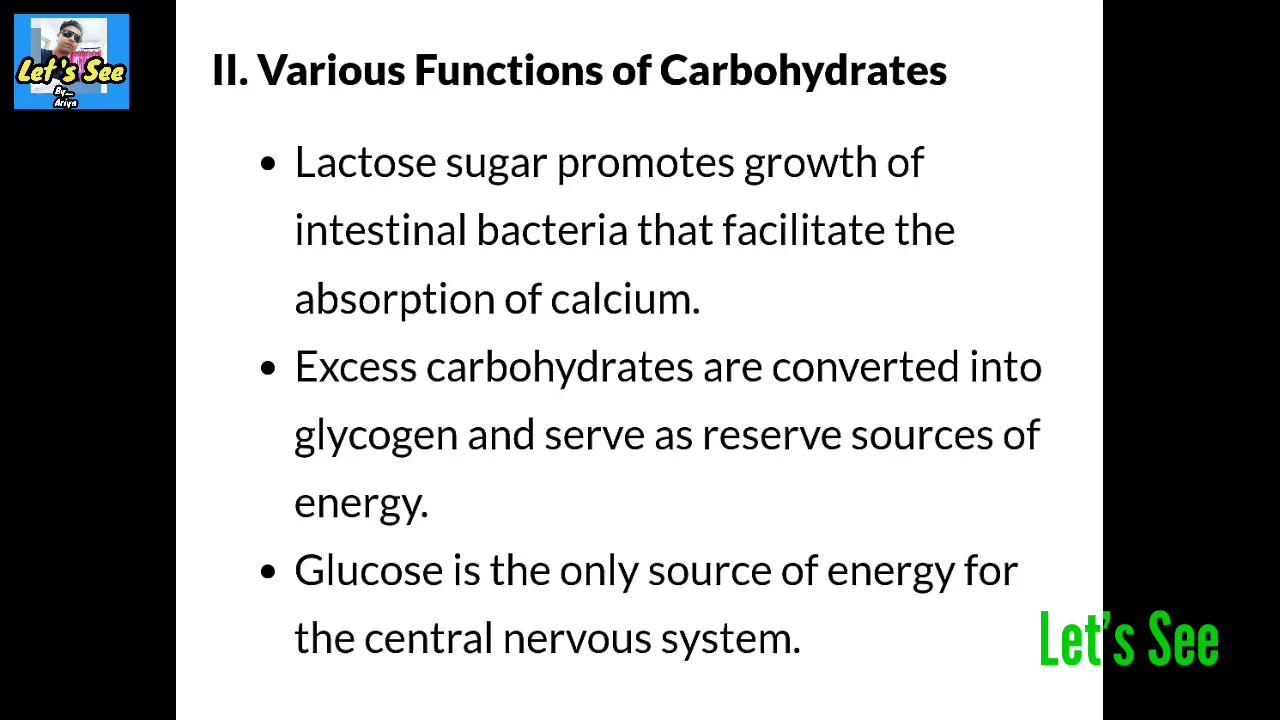 Let's See
By...
Ariya
II. Various Functions of Carbohydrates
• Lactose sugar promotes growth of
intestinal bacteria that facilitate the
absorption of calcium.
• Excess carbohydrates are converted into
glycogen and serve as reserve sources of
energy.
• Glucose is the only source of energy for
the central nervous system.
Let's See